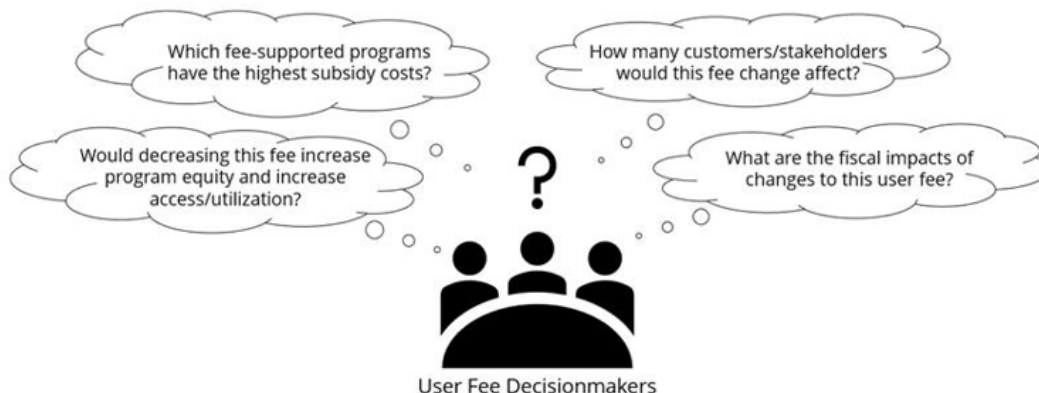 Which fee-supported programs
have the highest subsidy costs?
How many customers/stakeholders
would this fee change affect?
Would decreasing this fee increase
program equity and increase
access/utilization?
What are the fiscal impacts of
changes to this user fee?
?
User Fee Decisionmakers